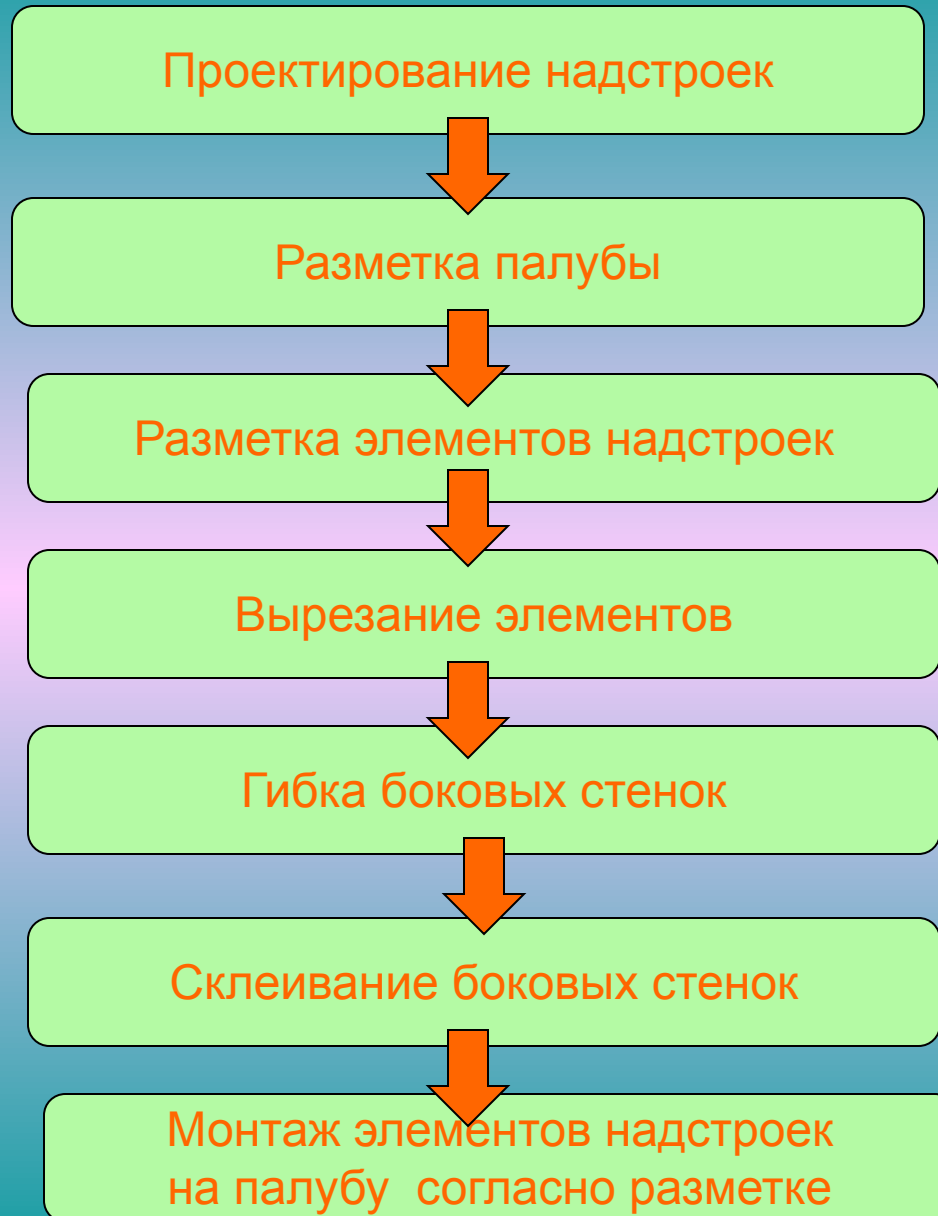 Проектирование надстроек
Разметка палубы
Разметка элементов надстроек
Вырезание элементов
Гибка боковых стенок
Склеивание боковых стенок
Монтаж элементов надстроек
на палубу  согласно разметке